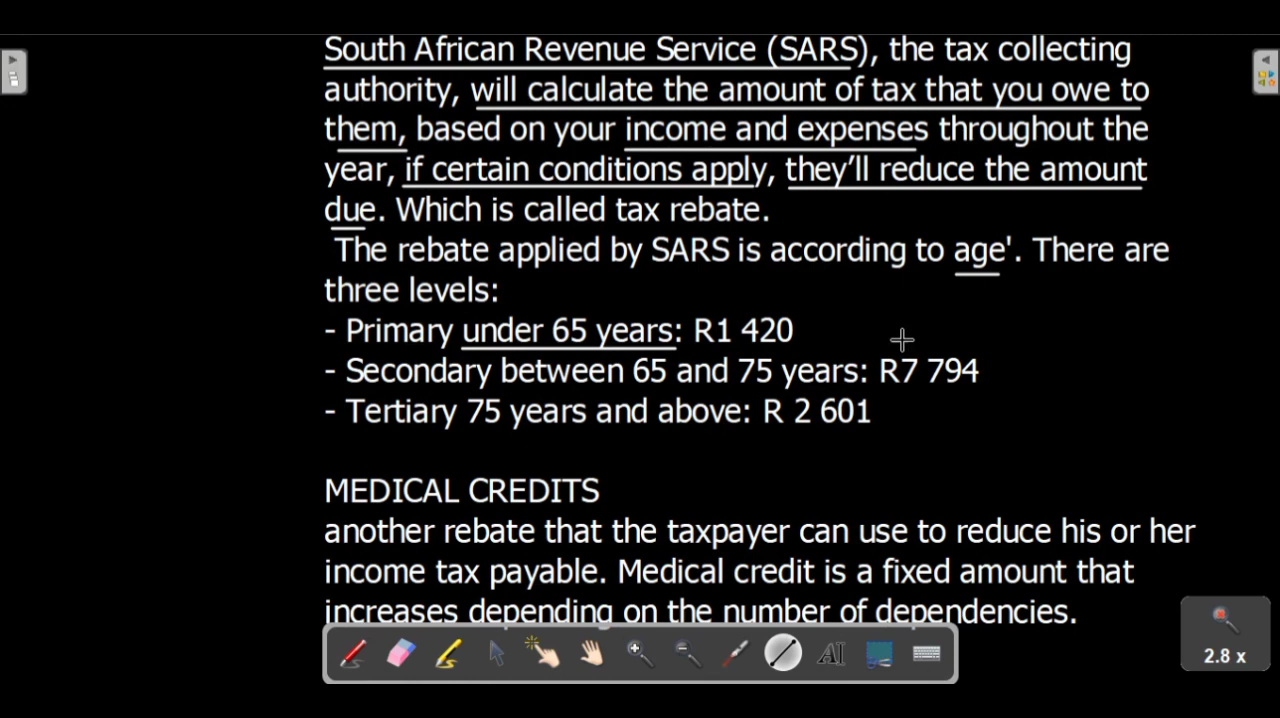 South African Revenue Service (SARS), the tax collecting
authority, will calculate the amount of tax that you owe to
them, based on your income and expenses throughout the
year, if certain conditions apply, they’ll reduce the amount
due. Which is called tax rebate.
The rebate applied by SARS is according to age'. There are
three levels:
- Primary under 65 years: R1 420
- Secondary between 65 and 75 years: R7 794
- Tertiary 75 years and above: R 2 601
MEDICAL CREDITS
another rebate that the taxpayer can use to reduce his or her
income tax payable. Medical credit is a fixed amount that
increases depending on the number of dependencies.
AI
2.8 x